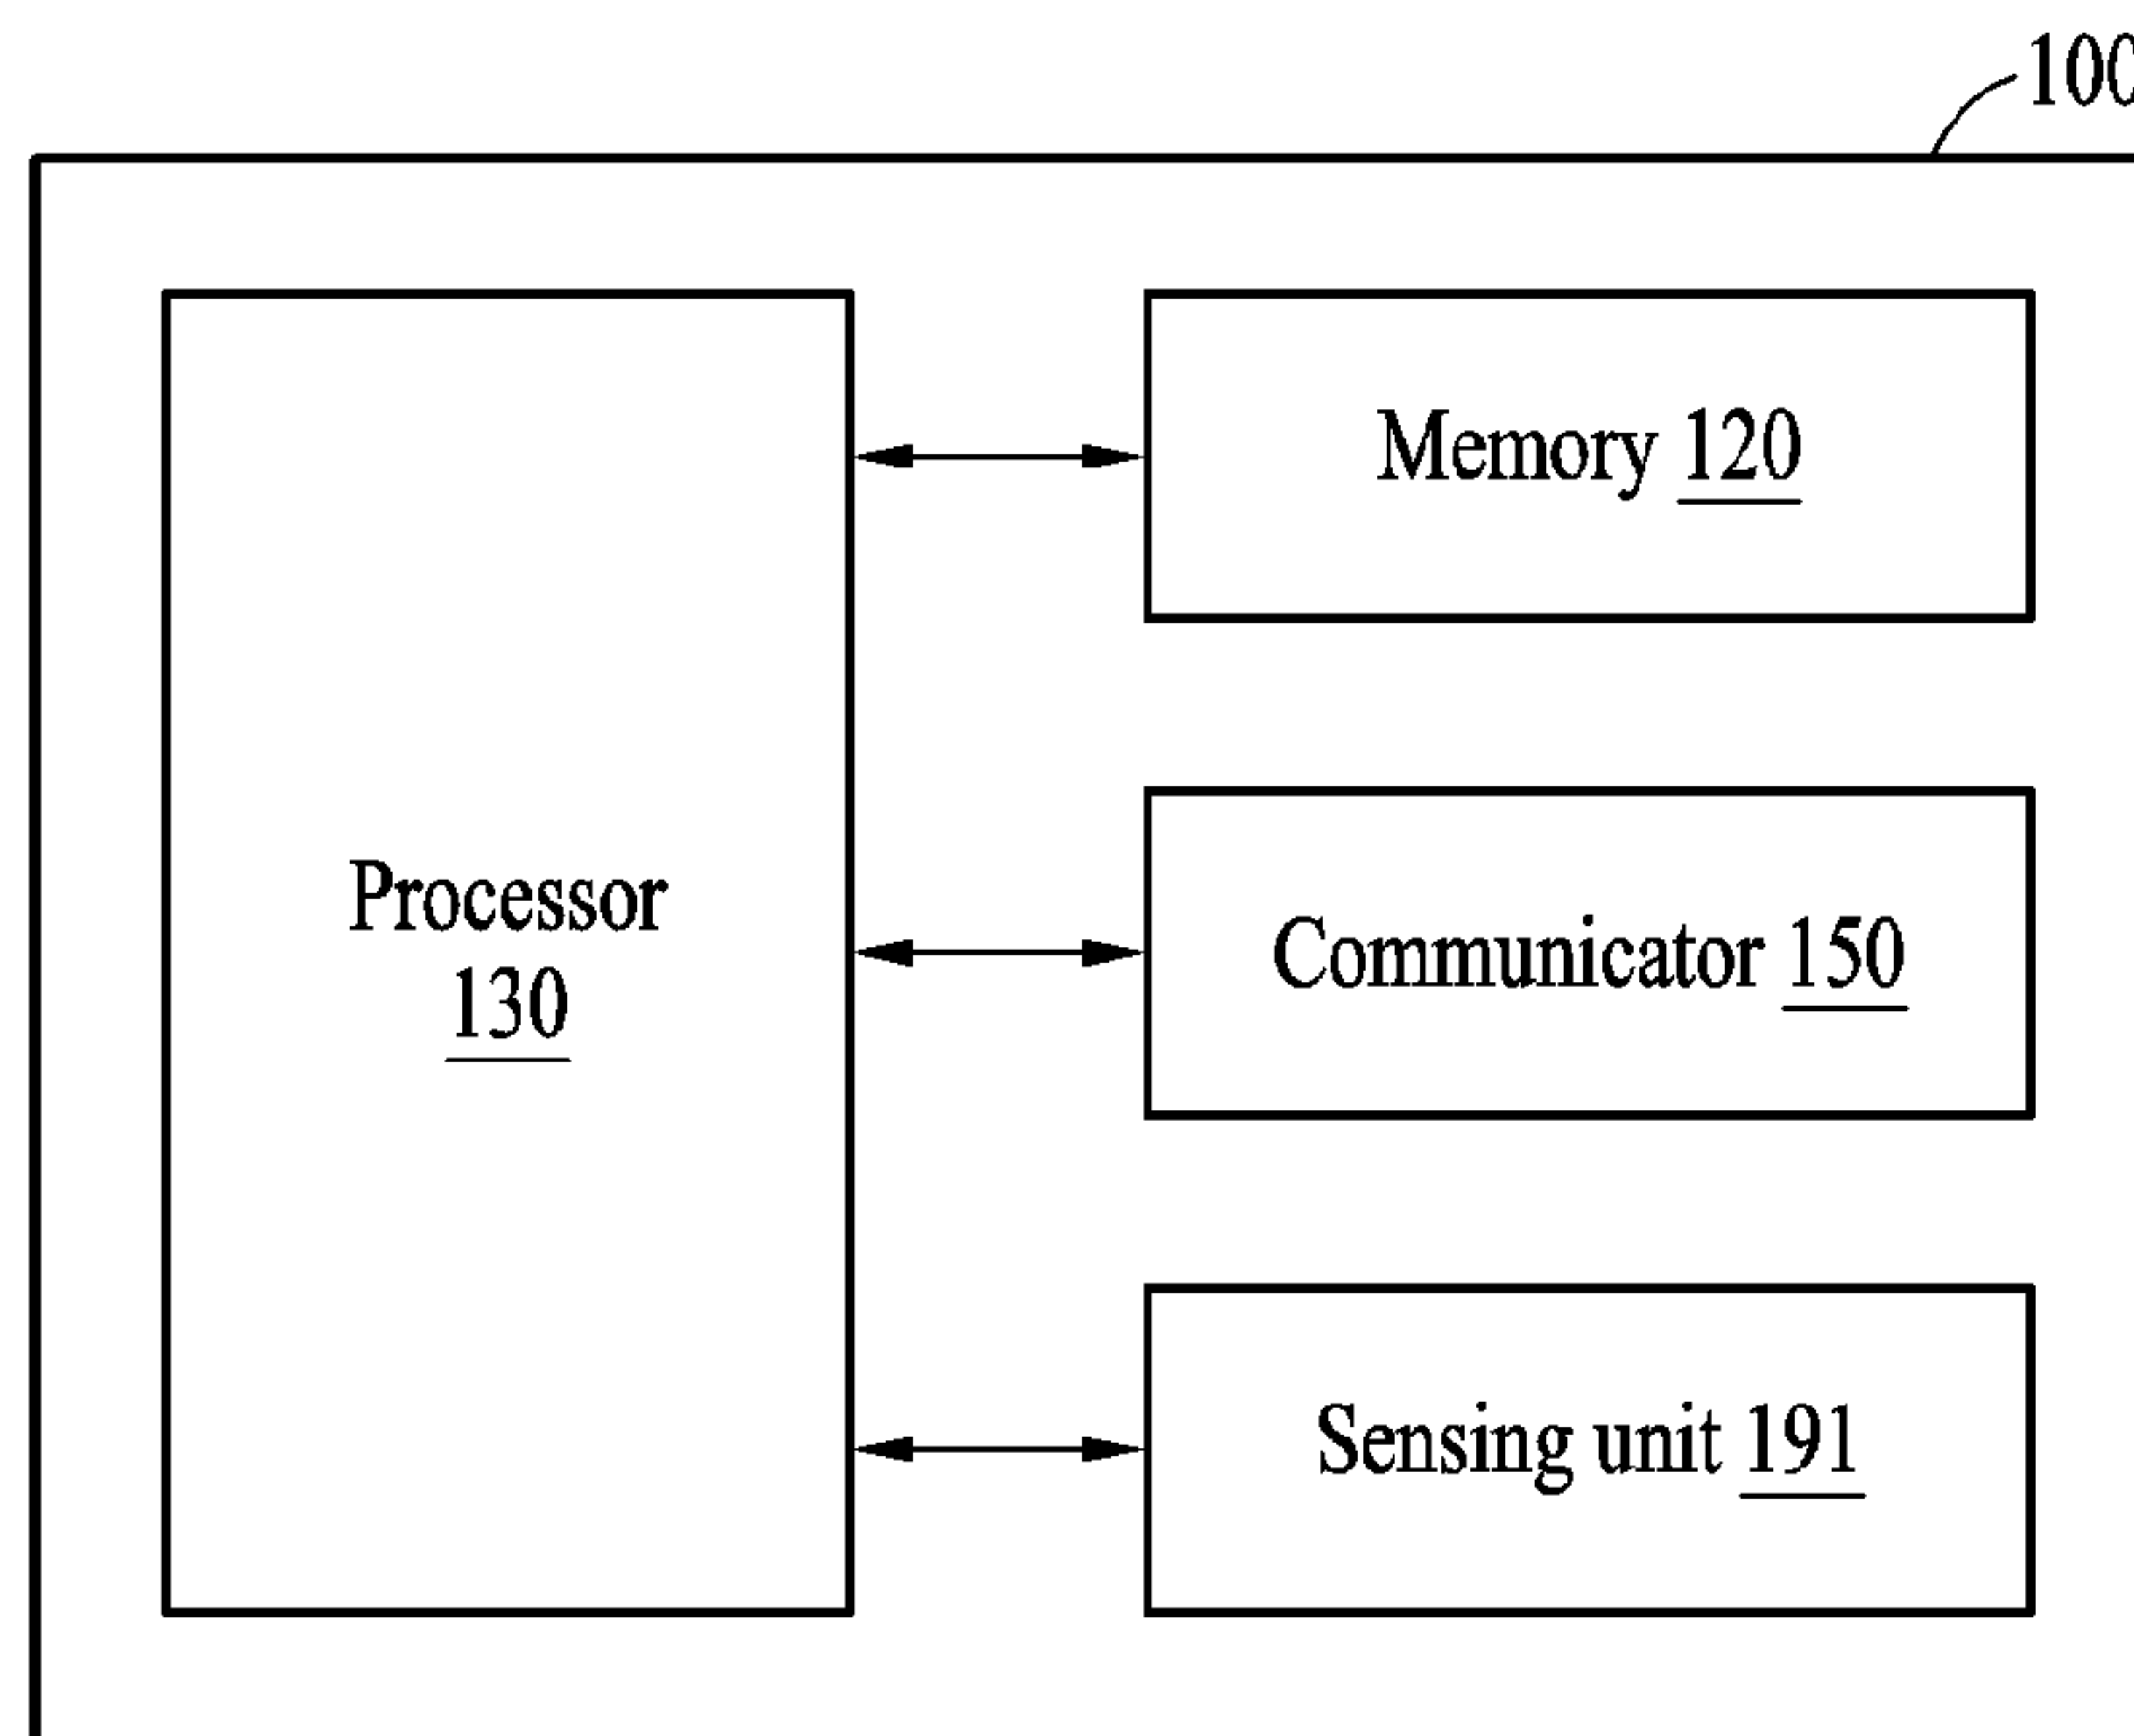 100
Memory 120
Processor
130
Communicator 150
Sensing unit 191